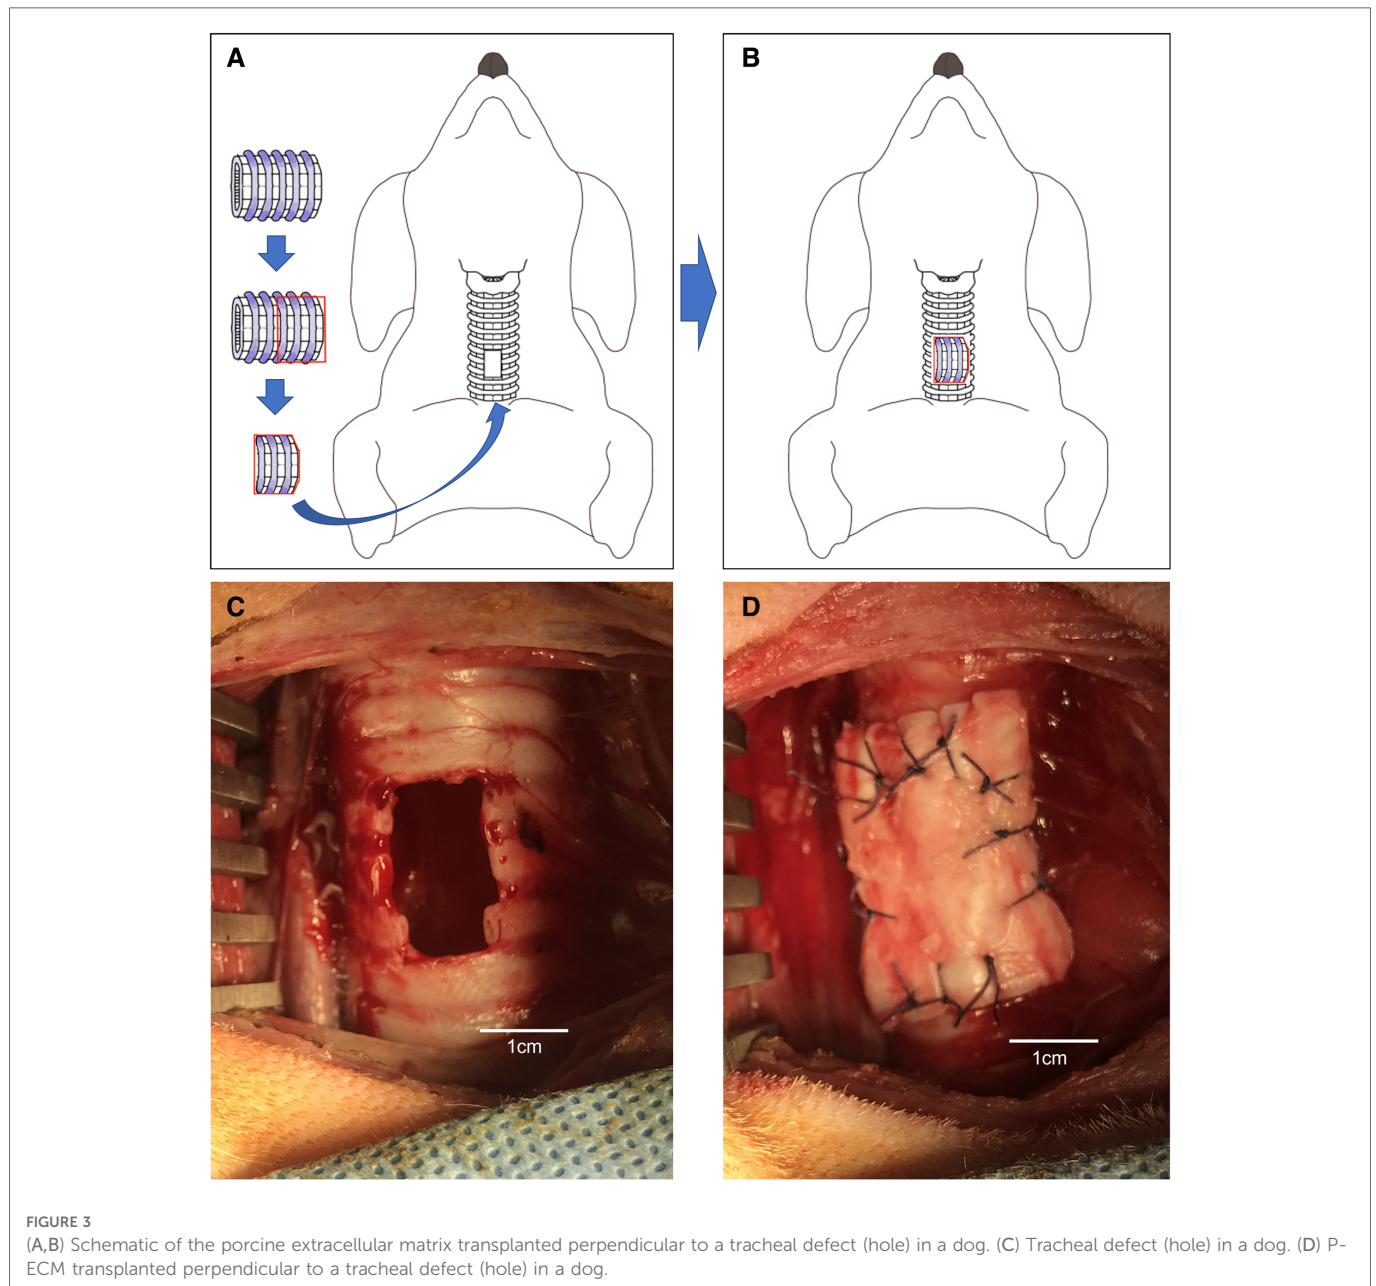 A
B
C
D
1cm
1cm
FIGURE 3
(A,B) Schematic of the porcine extracellular matrix transplanted perpendicular to a tracheal defect (hole) in a dog. (C) Tracheal defect (hole) in a dog. (D) P-
ECM transplanted perpendicular to a tracheal defect (hole) in a dog.